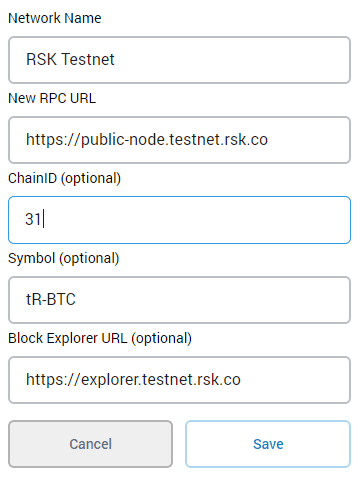 Network Name
RSK Testnet
New RPC URL
https://public-node.testnet.rsk.co
ChainID (optional)
31
Symbol (optional)
tR-BTC
Block Explorer URL (optional)
https://explorer.testnet.rsk.co
Cancel Save